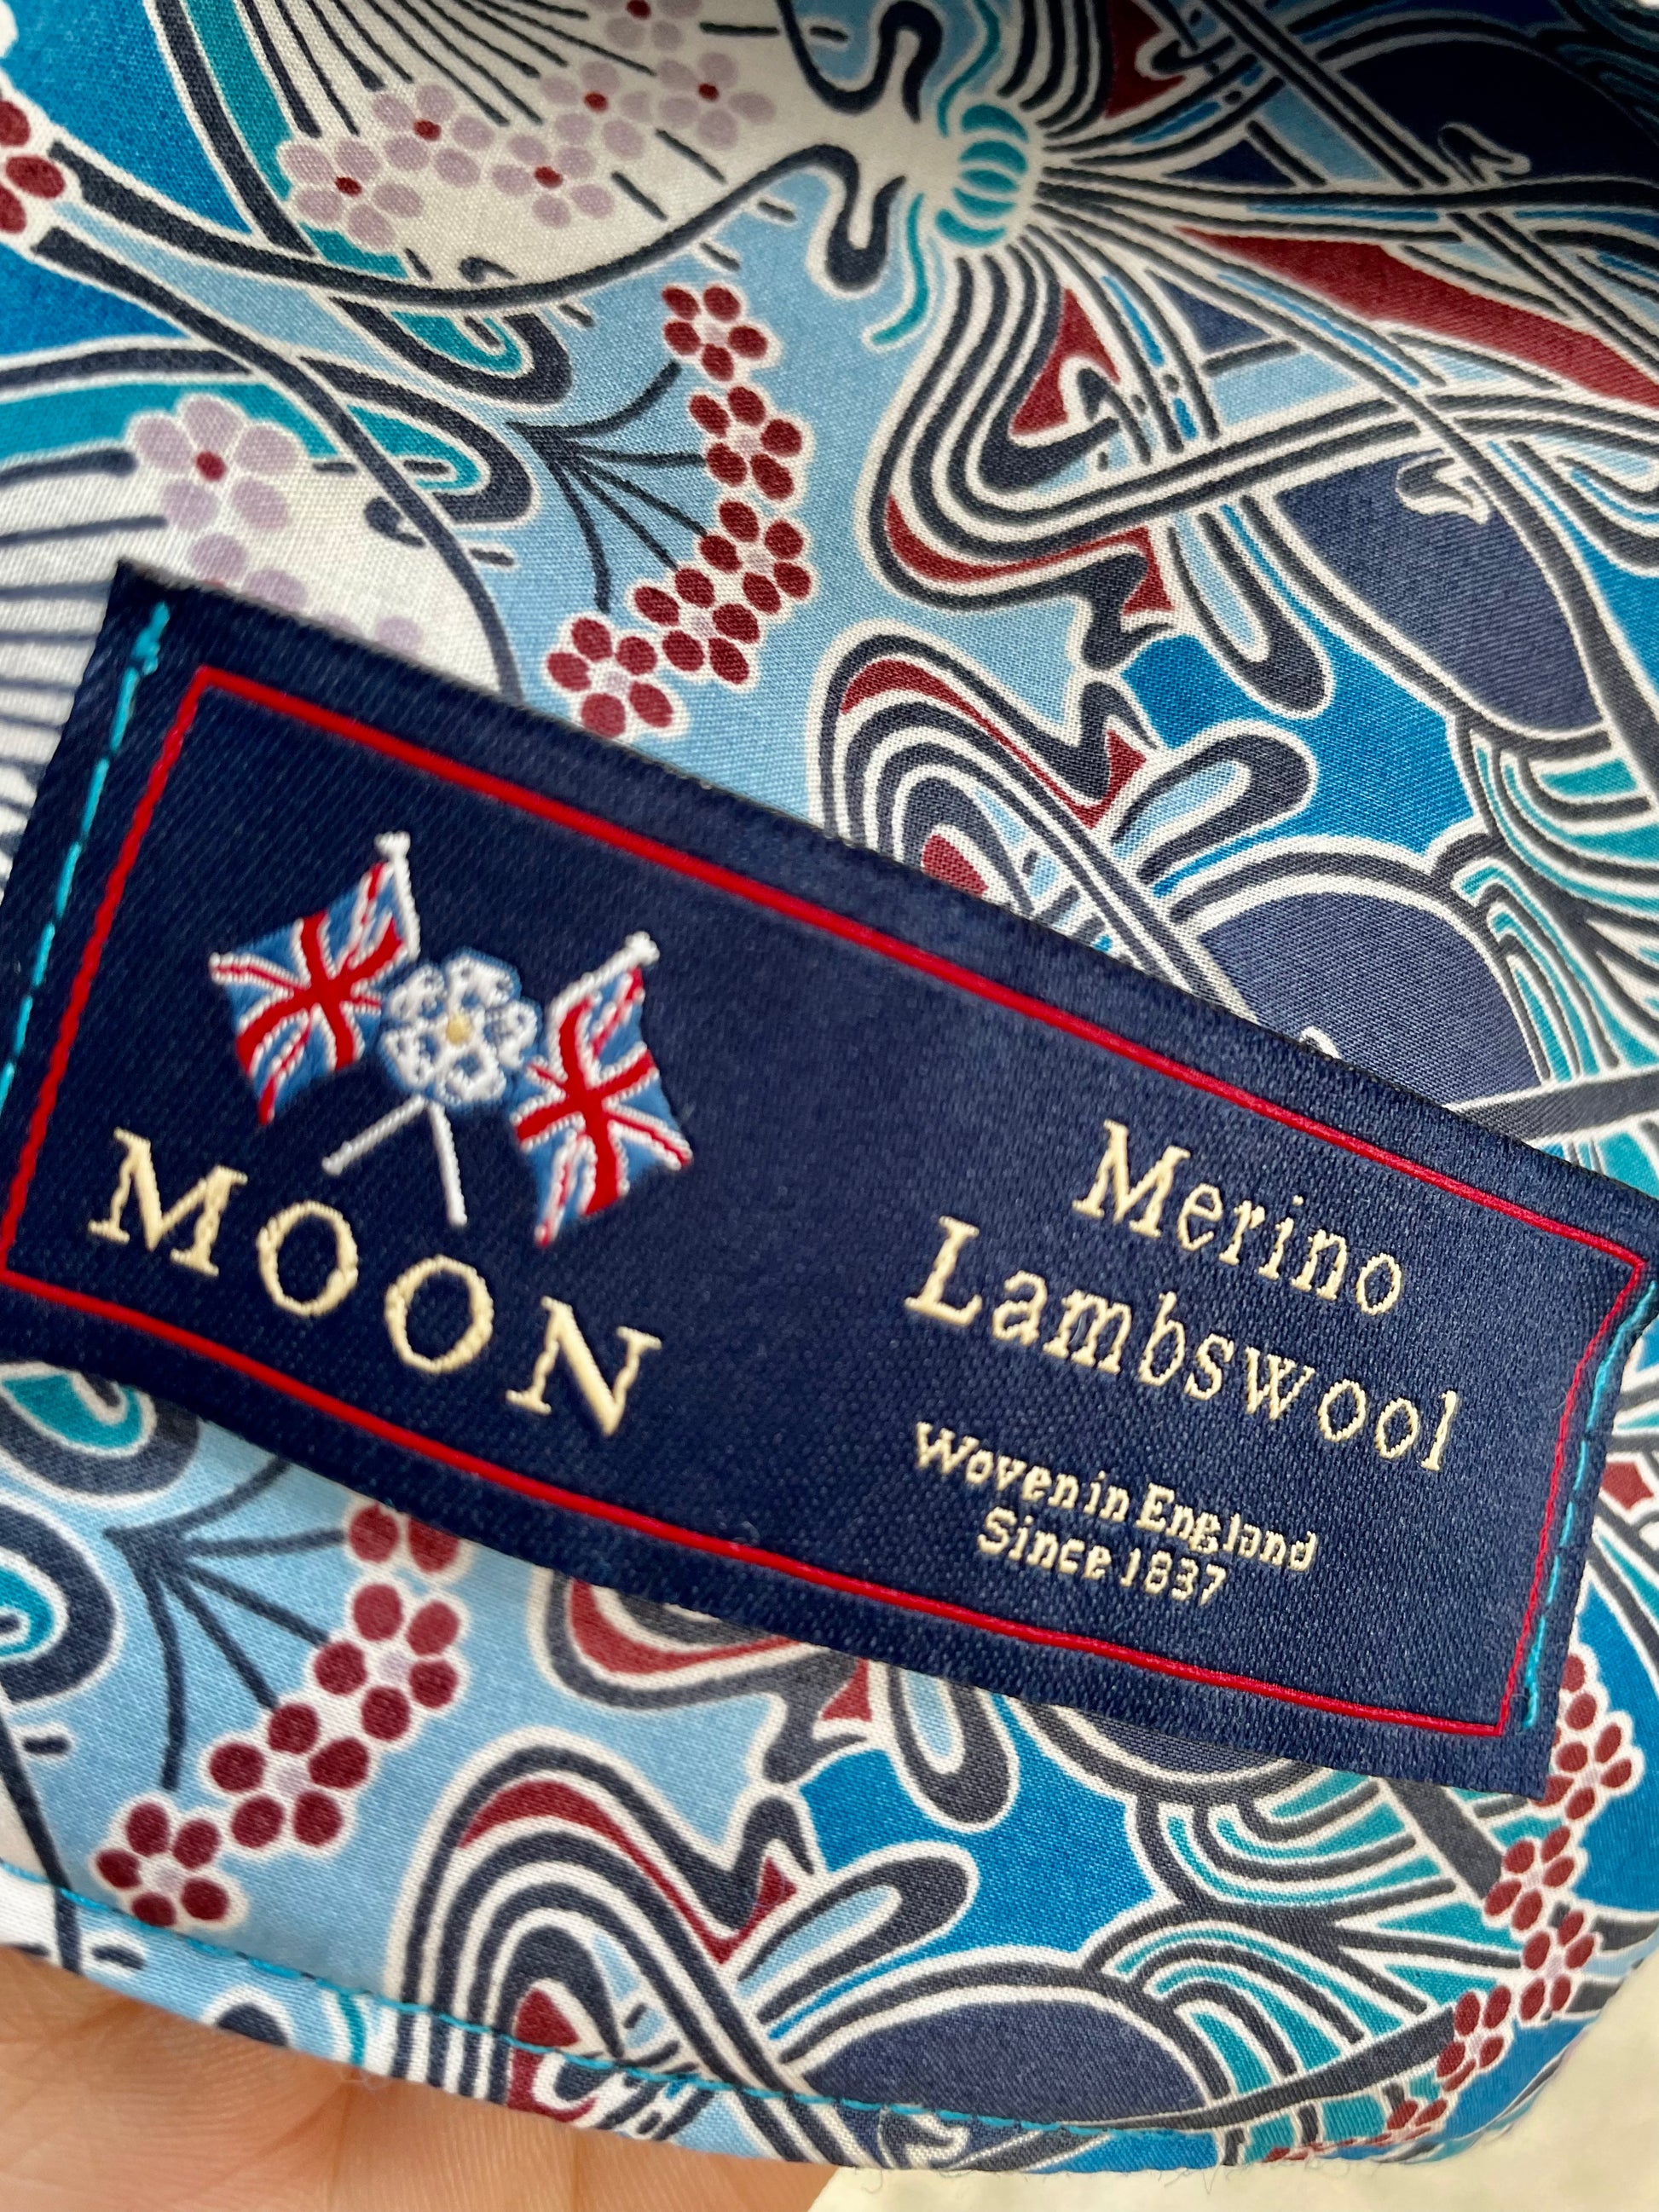 MOON
Merino
Lambswool
Woven in England
Since 1837